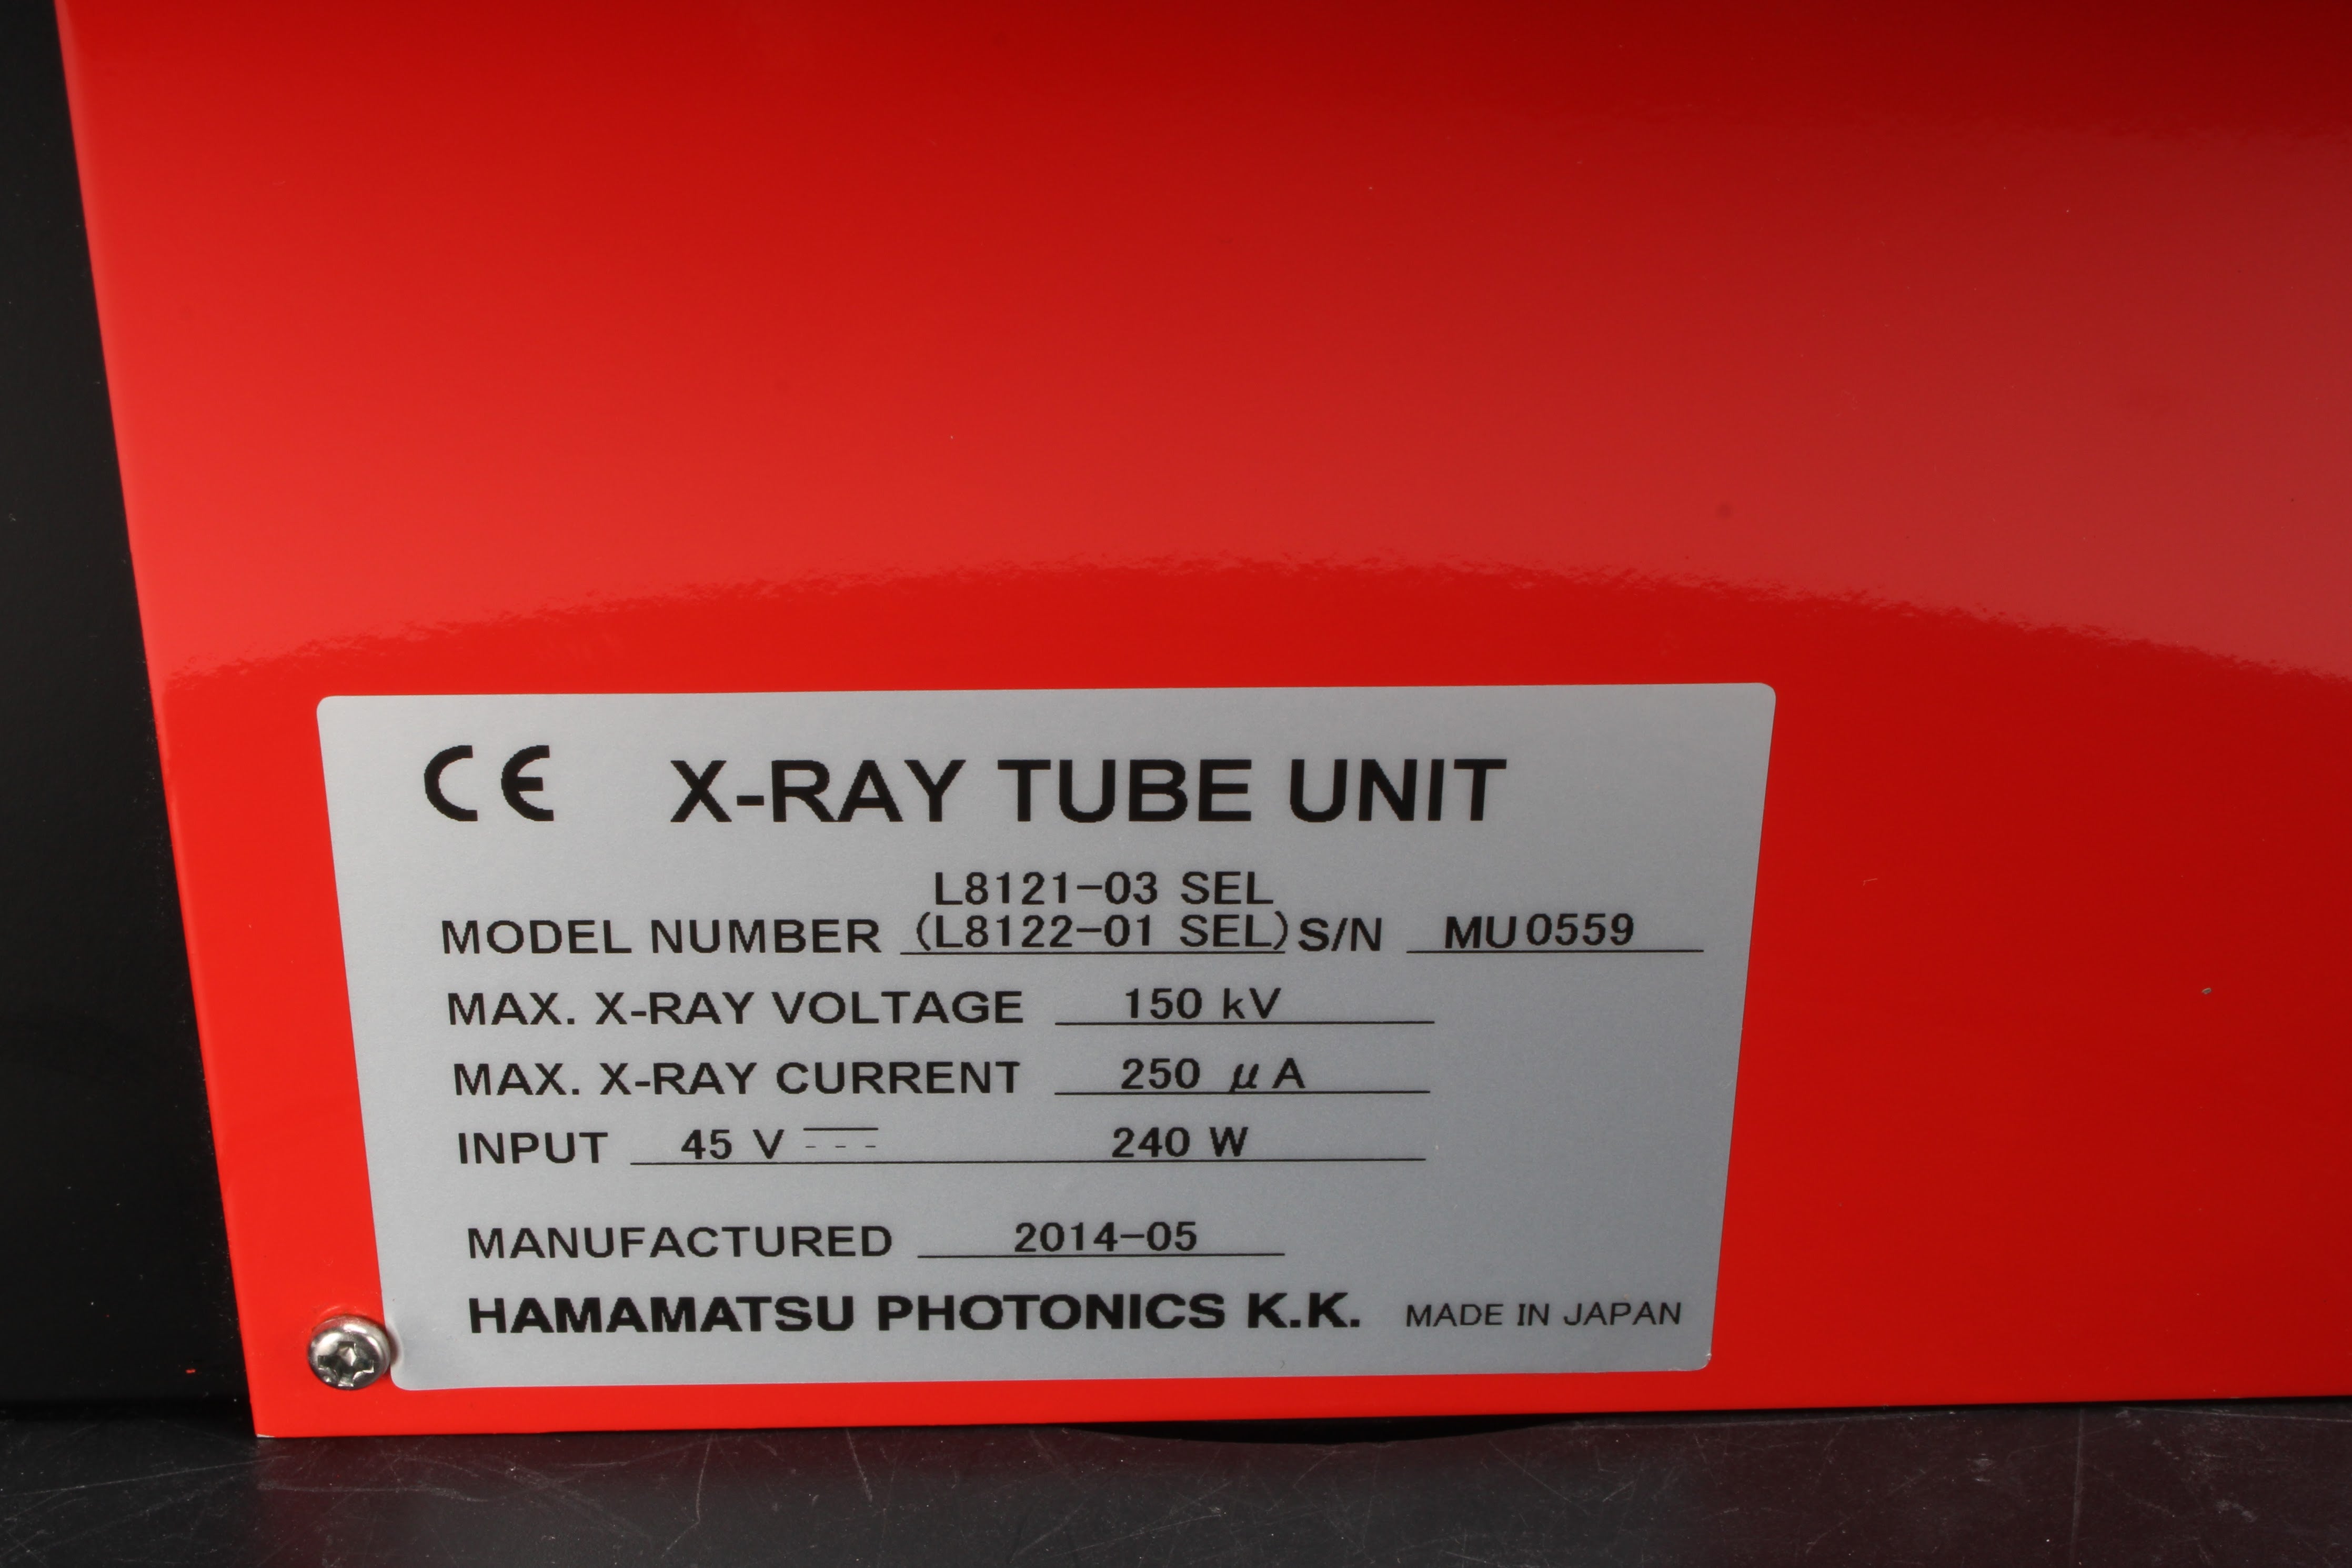 CE X-RAY TUBE UNIT
L8121-03 SEL
MODEL NUMBER (L8122-01 SEL) S/N MU0559
MAX. X-RAY VOLTAGE 150 kV
MAX. X-RAY CURRENT 250 μA
INPUT 45 V ⎓ 240 W
MANUFACTURED 2014-05
HAMAMATSU PHOTONICS K.K. MADE IN JAPAN